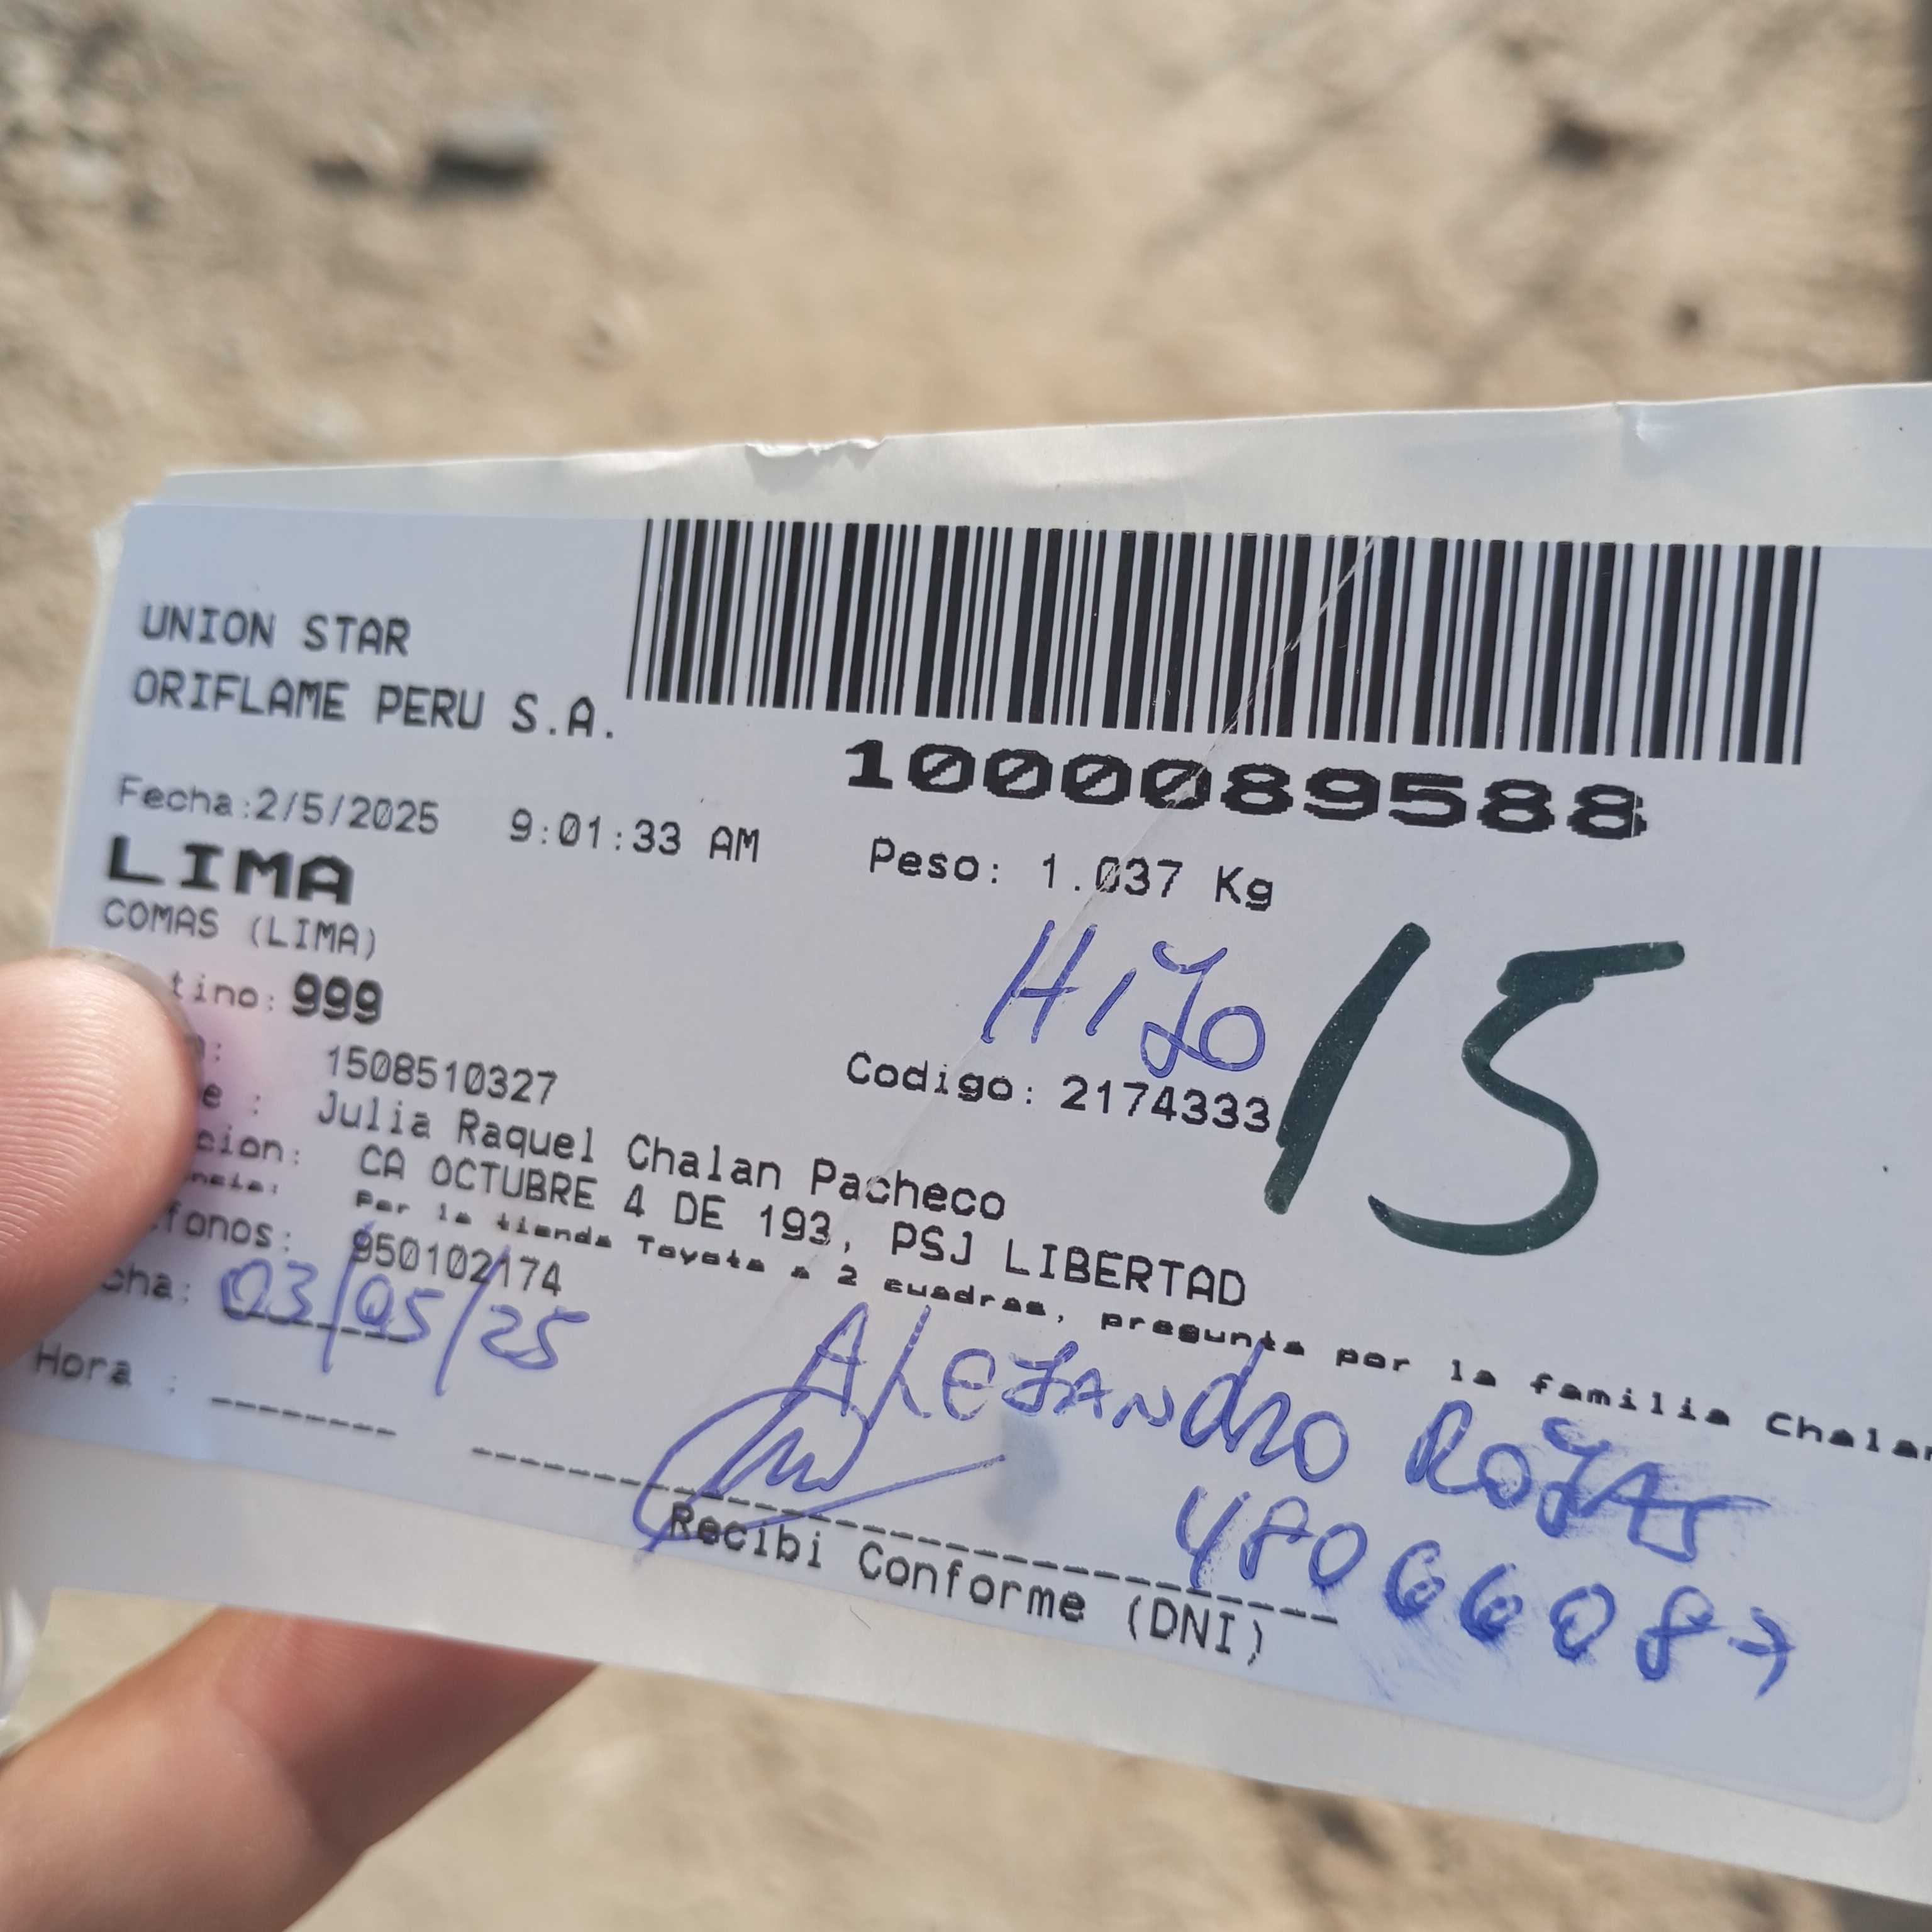 UNION STAR
ORIFLAME PERU S.A.
1000089588
Fecha:2/5/2025 9:01:33 AM
Peso: 1.037 Kg
LIMA
COMAS (LIMA)
tino: 999
HIJO
15
: 1508510327
Codigo: 2174333
e : Julia Raquel Chalan Pacheco
cion: CA OCTUBRE 4 DE 193, PSJ LIBERTAD
ncia: Por la tienda Toyota a 2 cuadras, pregunta por la familia Chalan
fonos: 950102174
cha: 03/05/25
ALEJANDRO ROJAS
Hora :
48066087
Recibi Conforme (DNI)